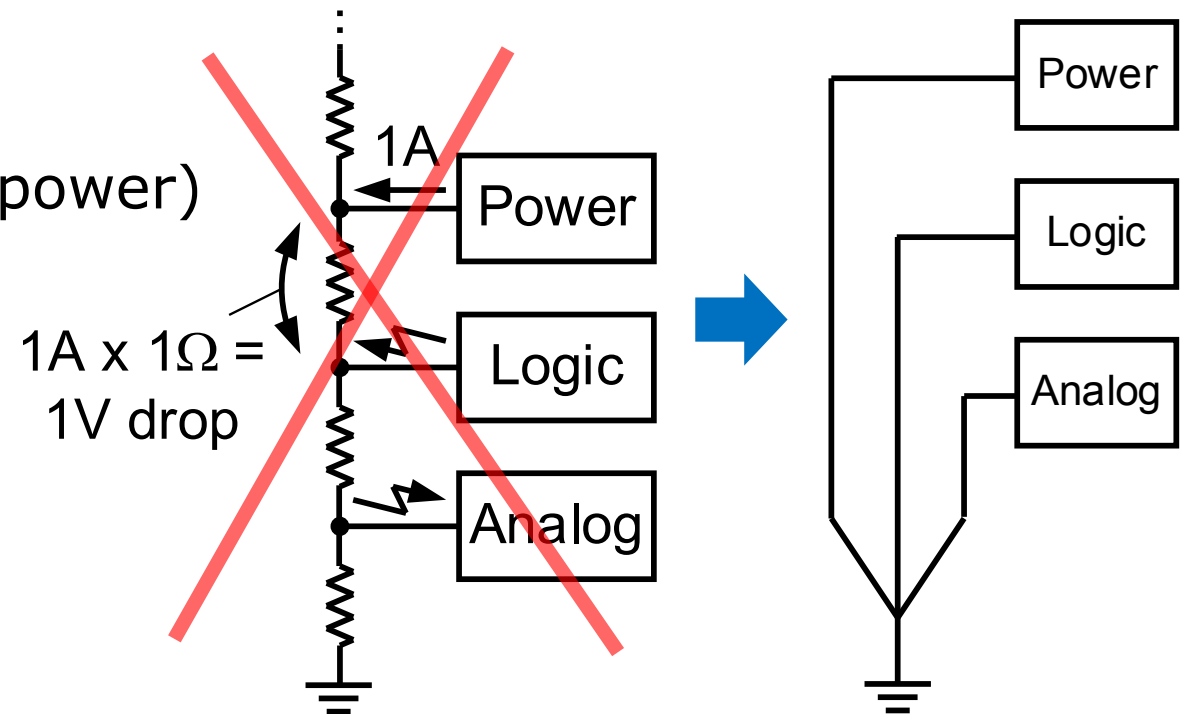 1A
power)
Power
1A x 1Ω =
1V drop
Logic
Analog
Power
Logic
Analog